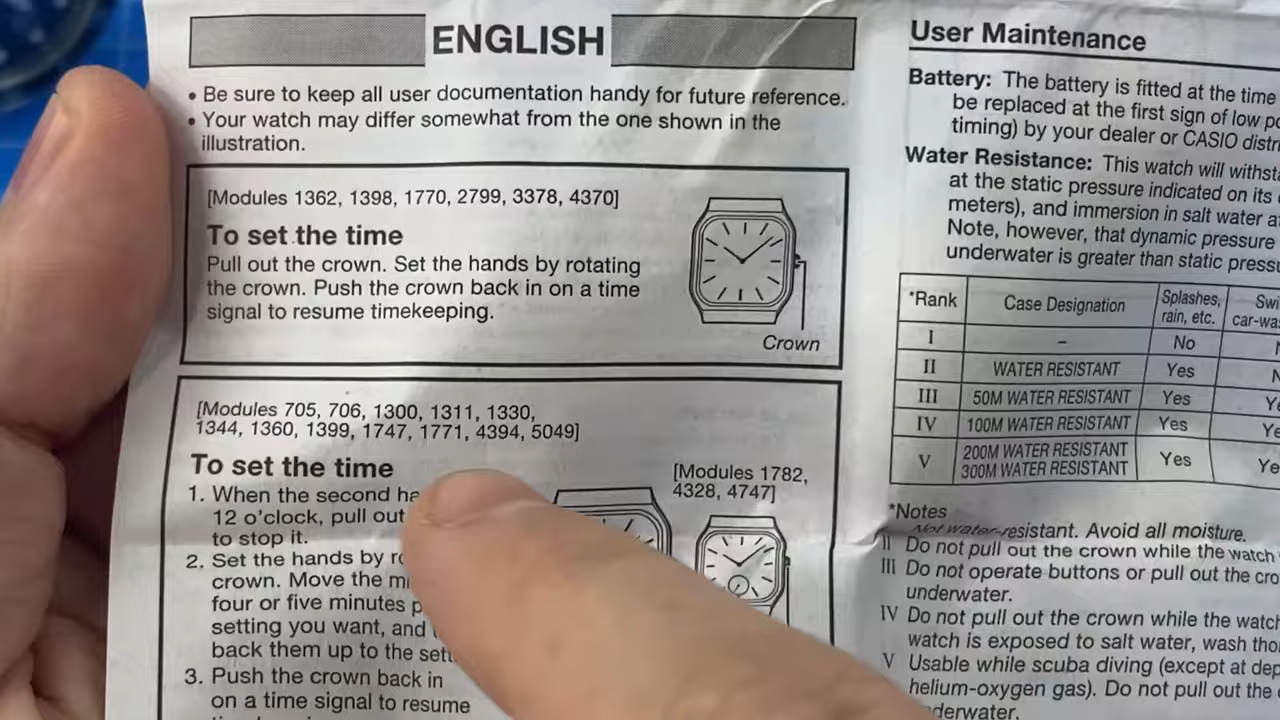 ENGLISH
• Be sure to keep all user documentation handy for future reference.
• Your watch may differ somewhat from the one shown in the
illustration.
[Modules 1362, 1398, 1770, 2799, 3378, 4370]
To set the time
Pull out the crown. Set the hands by rotating
the crown. Push the crown back in on a time
signal to resume timekeeping.
Crown
[Modules 705, 706, 1300, 1311, 1330,
1344, 1360, 1399, 1747, 1771, 4394, 5049]
To set the time
1. When the second
12 o'clock, pull out
to stop it.
2. Set the hands by
crown. Move the
four or five minutes
setting you want, and
back them up to the
3. Push the crown back in
on a time signal to resume
[Modules 1782,
4328, 4747]
User Maintenance
Battery: The battery is fitted at the time
be replaced at the first sign of low
timing) by your dealer or CASIO
Water Resistance: This watch will
at the static pressure indicated on its
meters), and immersion in salt water
Note, however, that dynamic pressure
underwater is greater than static
*Rank Case Designation Splashes, rain, etc.
I – No
II WATER RESISTANT Yes
III 50M WATER RESISTANT Yes
IV 100M WATER RESISTANT Yes
V 200M WATER RESISTANT 300M WATER RESISTANT Yes
*Notes
Not water-resistant. Avoid all moisture.
II Do not pull out the crown while the watch
III Do not operate buttons or pull out the
underwater.
IV Do not pull out the crown while the watch
watch is exposed to salt water, wash
V Usable while scuba diving (except at
helium-oxygen gas). Do not pull out the